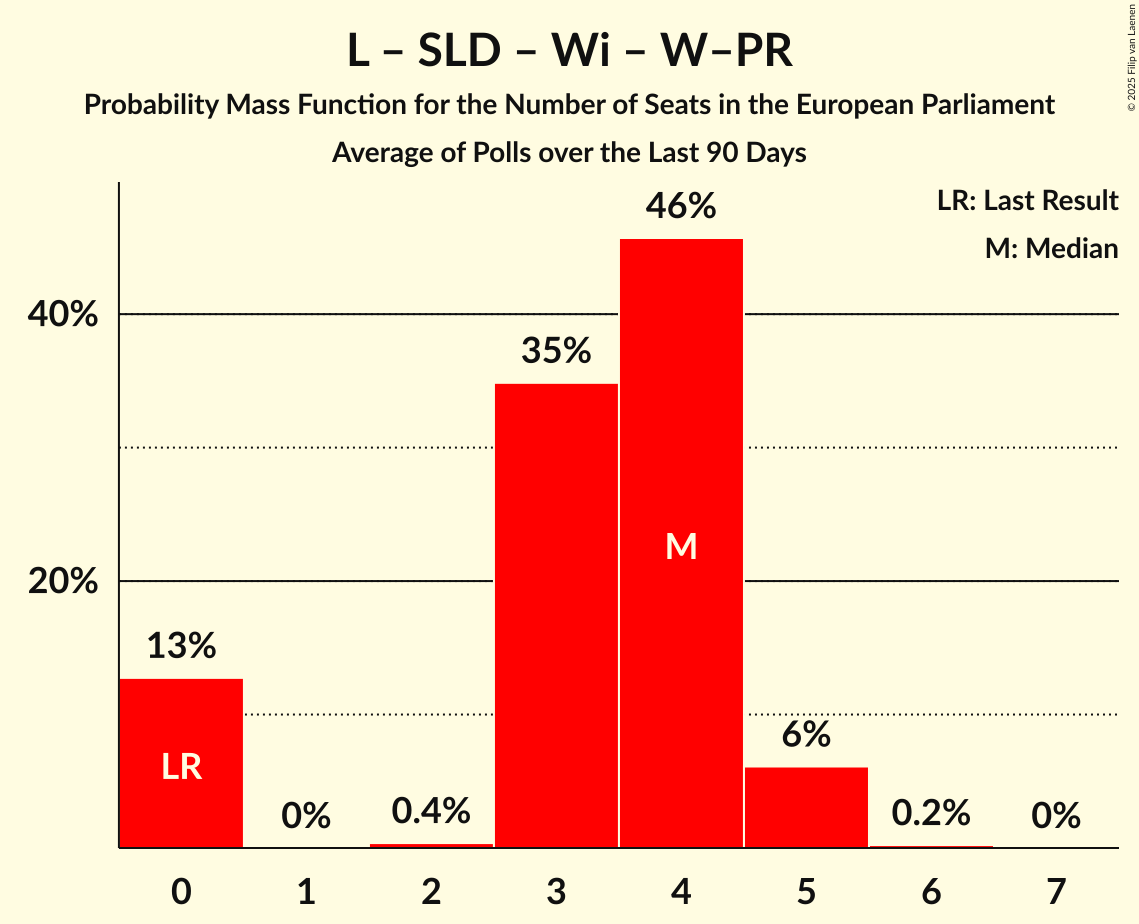 L – SLD – Wi – W–PR
Probability Mass Function for the Number of Seats in the European Parliament
Average of Polls over the Last 90 Days
© 2025 Filip van Laenen
LR: Last Result
M: Median
46%
40%
35%
M
20%
13%
LR
6%
0%
0.4%
0.2%
0%
0 1 2 3 4 5 6 7